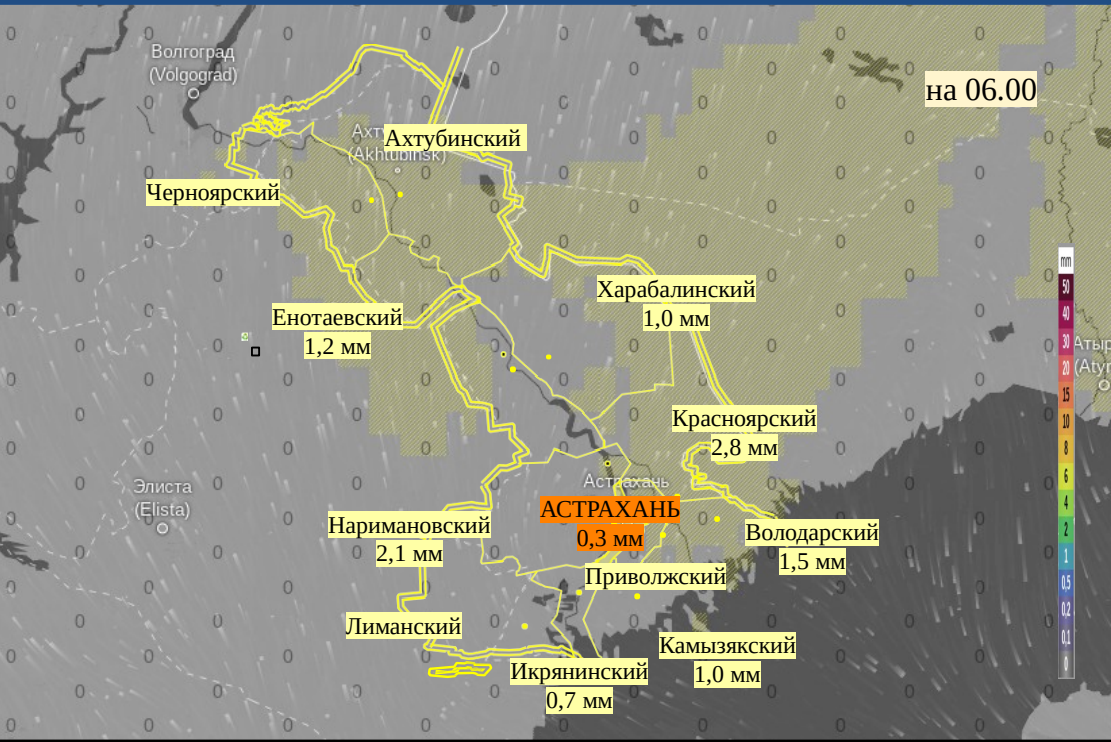 Волгоград
(Volgograd)
на 06.00
Ахтубинский
(Akhtubinsk)
Черноярский
Харабалинский
1,0 мм
Енотаевский
1,2 мм
Красноярский
2,8 мм
Астрахань
АСТРАХАНЬ
0,3 мм
Элиста
(Elista)
Наримановский
2,1 мм
Володарский
1,5 мм
Приволжский
Лиманский
Камызякский
1,0 мм
Икрянинский
0,7 мм
mm
50
40
30
20
15
10
8
6
4
2
1
0,5
0,2
0,1
0